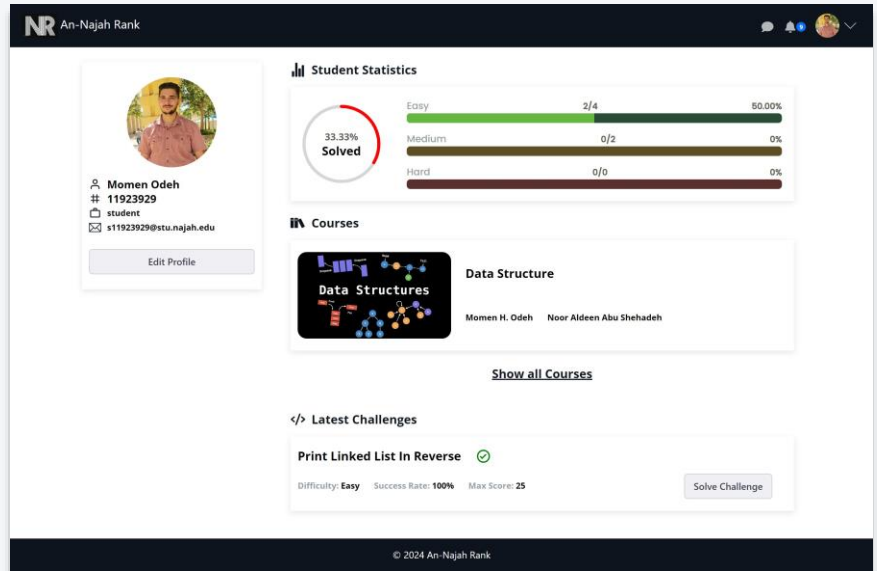 NR An-Najah Rank
9
Momen Odeh
# 11923929
student
s11923929@stu.najah.edu
Edit Profile
Student Statistics
33.33%
Solved
Easy 2/4 50.00%
Medium 0/2 0%
Hard 0/0 0%
Courses
Data Structures
Data Structure
Momen H. Odeh Noor Aldeen Abu Shehadeh
Show all Courses
</> Latest Challenges
Print Linked List In Reverse
Difficulty: Easy Success Rate: 100% Max Score: 25
Solve Challenge
© 2024 An-Najah Rank